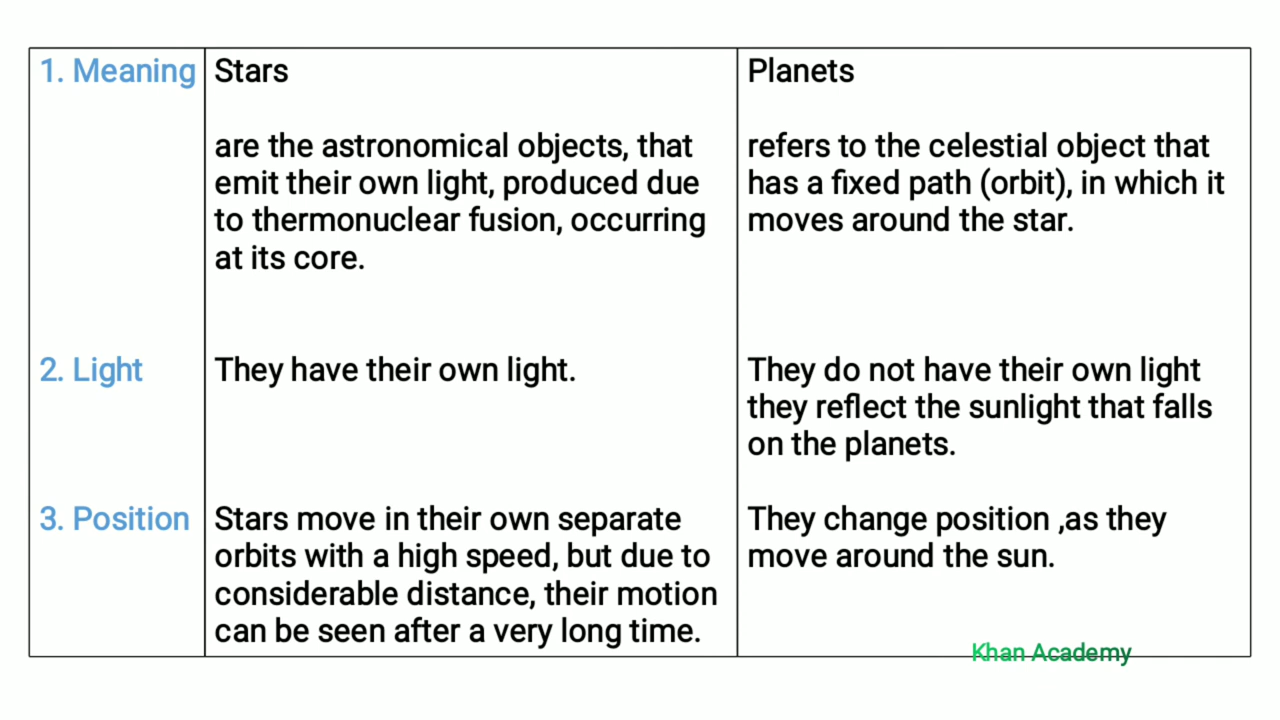 1. Meaning
Stars
are the astronomical objects, that
emit their own light, produced due
to thermonuclear fusion, occurring
at its core.
Planets
refers to the celestial object that
has a fixed path (orbit), in which it
moves around the star.
2. Light
They have their own light.
They do not have their own light
they reflect the sunlight that falls
on the planets.
3. Position
Stars move in their own separate
orbits with a high speed, but due to
considerable distance, their motion
can be seen after a very long time.
They change position ,as they
move around the sun.
Khan Academy